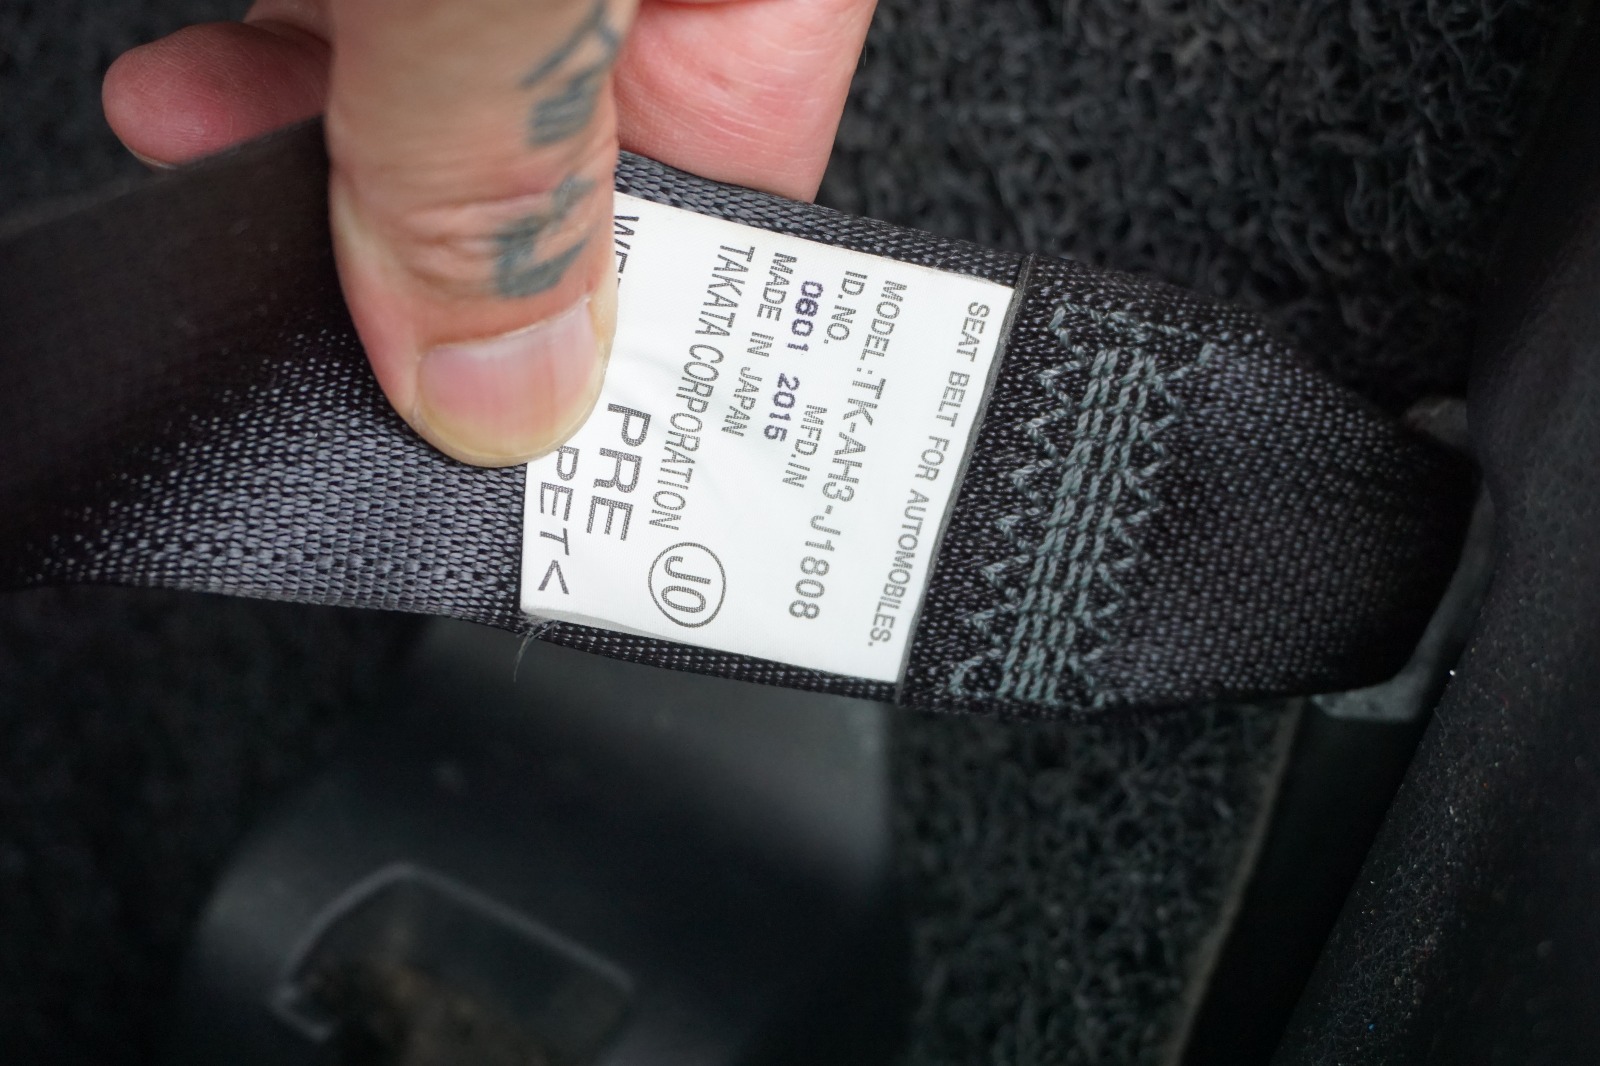 SEAT BELT FOR AUTOMOBILES.
MODEL : TK-AH3-J1808
ID.NO. MFD.IN
0601 2015
MADE IN JAPAN
TAKATA CORPORATION JO
PRE
PET<